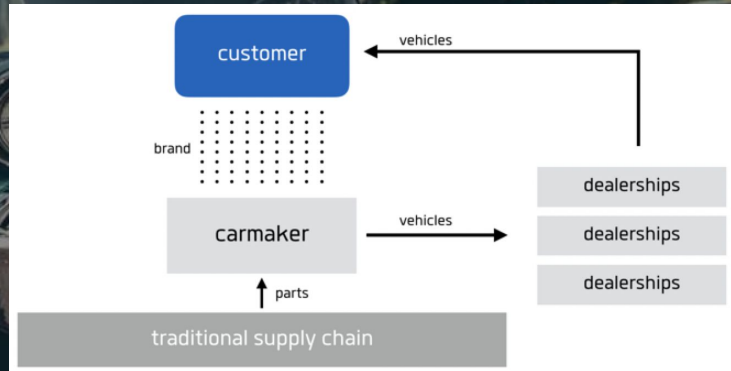 customer
vehicles
brand
dealerships
carmaker
vehicles
dealerships
dealerships
parts
traditional supply chain